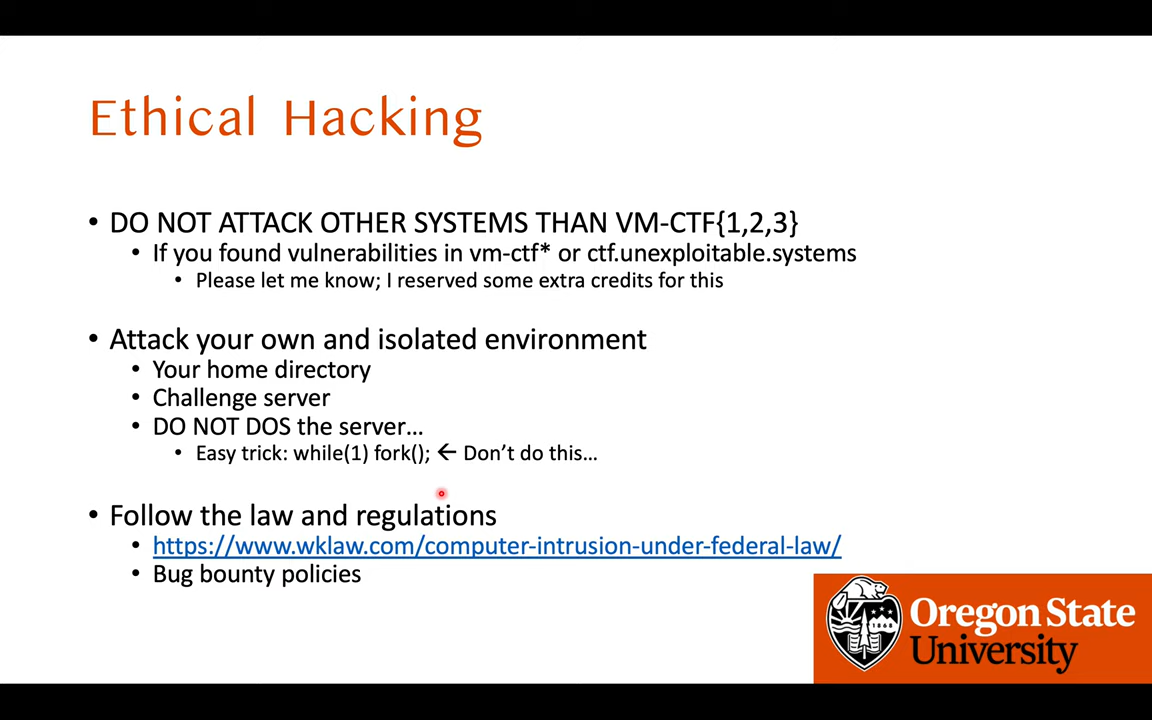 Ethical Hacking
• DO NOT ATTACK OTHER SYSTEMS THAN VM-CTF{1,2,3}
• If you found vulnerabilities in vm-ctf* or ctf.unexploitable.systems
• Please let me know; I reserved some extra credits for this
• Attack your own and isolated environment
• Your home directory
• Challenge server
• DO NOT DOS the server…
• Easy trick: while(1) fork(); ← Don’t do this…
• Follow the law and regulations
• https://www.wklaw.com/computer-intrusion-under-federal-law/
• Bug bounty policies
Oregon State
University